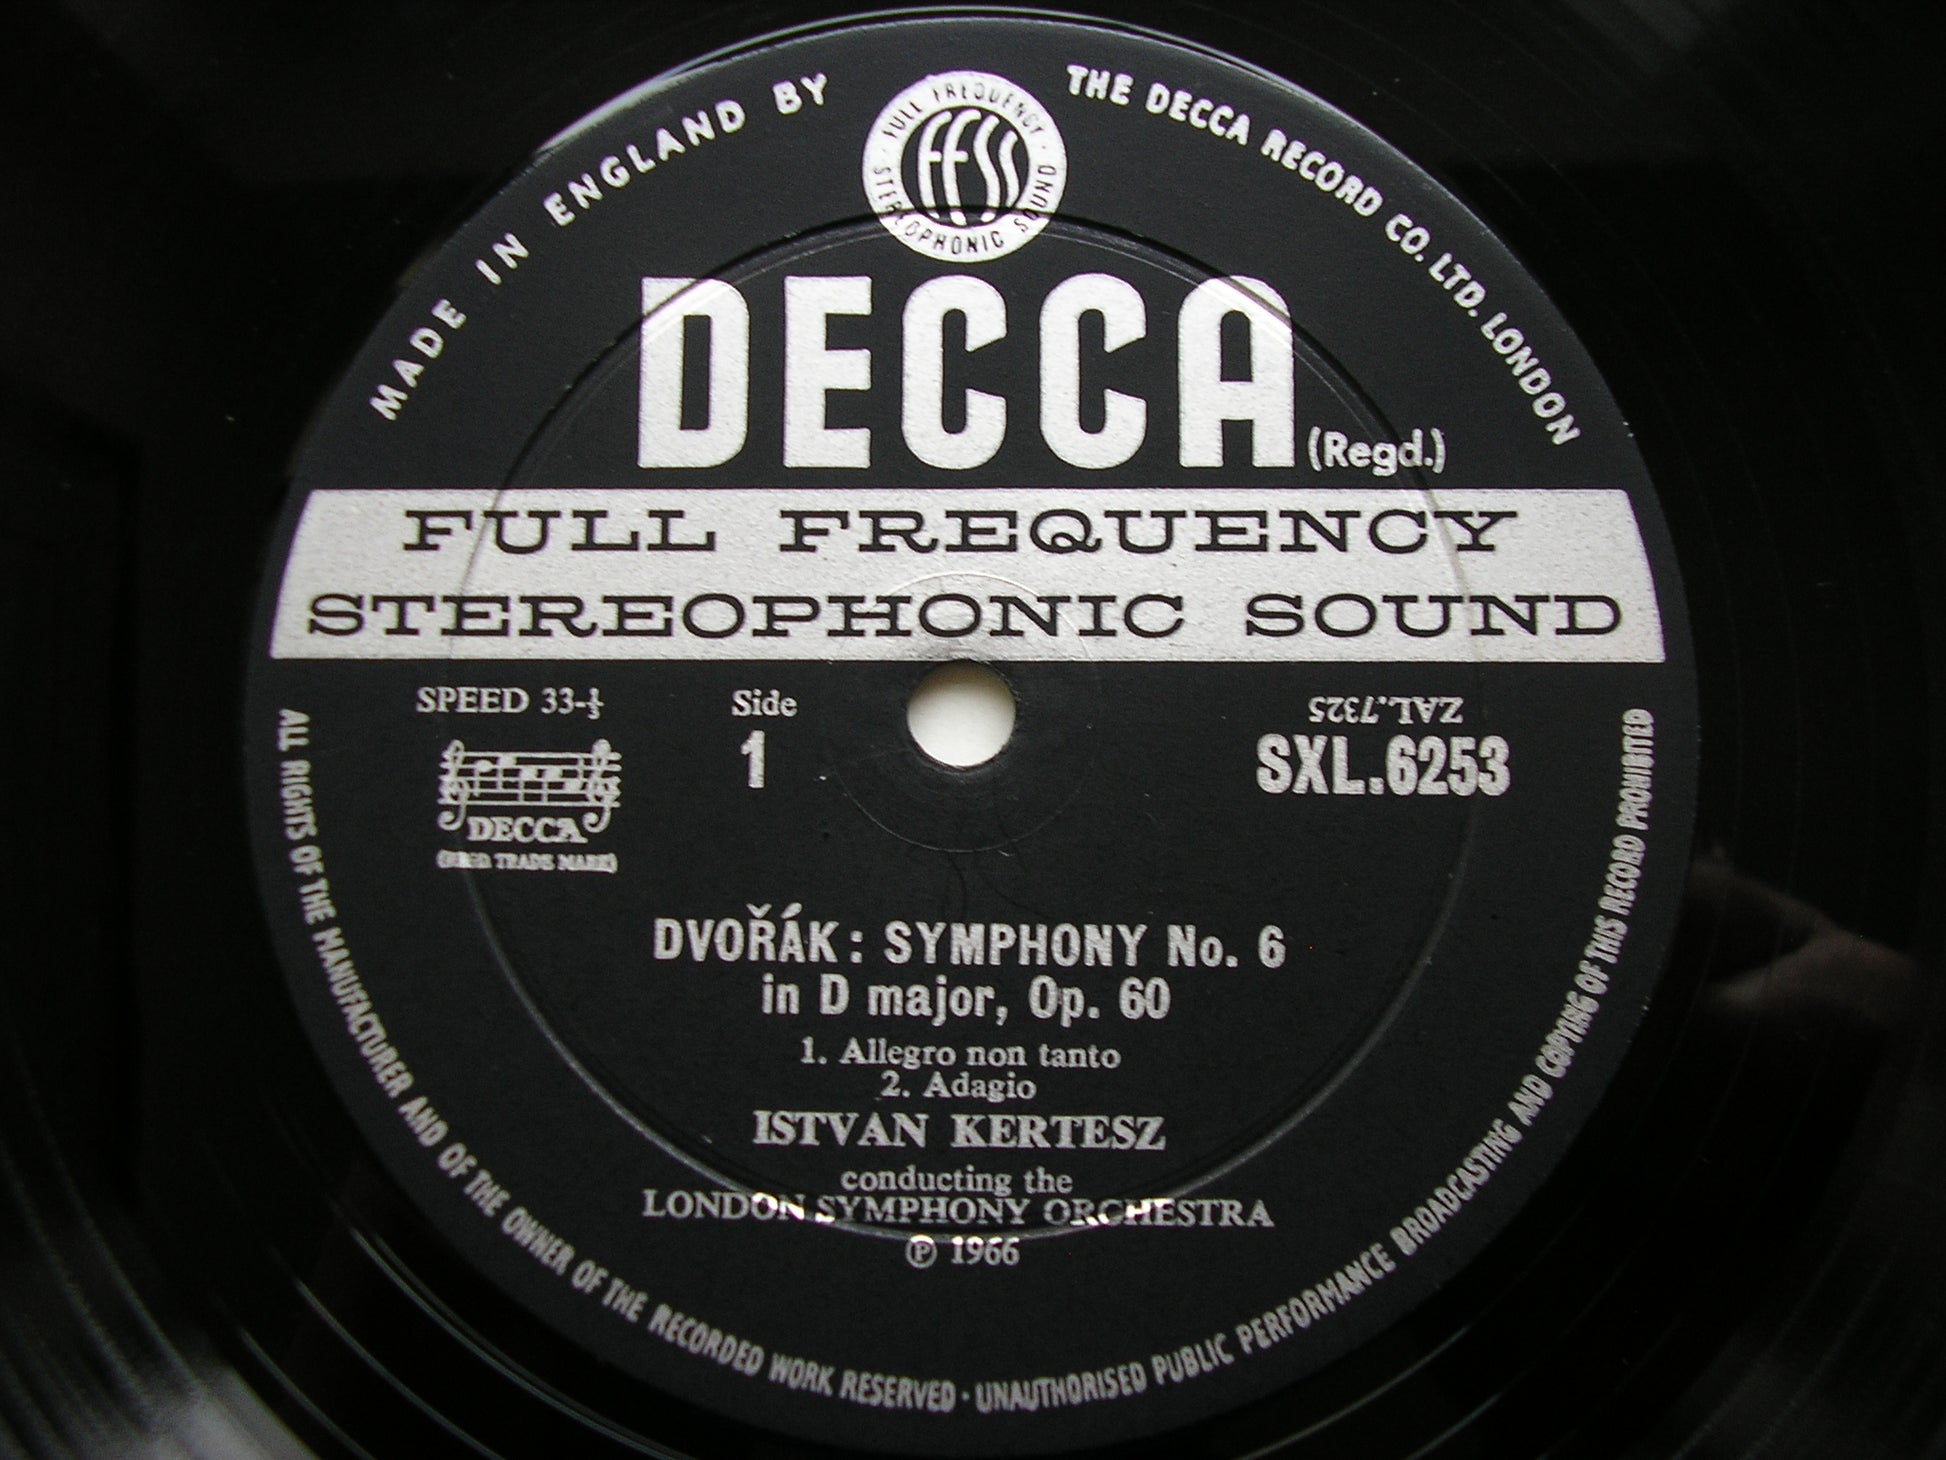 MADE IN ENGLAND BY
THE DECCA RECORD CO. LTD. LONDON
FULL FREQUENCY · STEREOPHONIC SOUND ·
FFSS
DECCA (Regd.)
FULL FREQUENCY
STEREOPHONIC SOUND
SPEED 33-⅓
Side
1
ZAL.7325
SXL.6253
DECCA
(REGD TRADE MARK)
DVOŘÁK: SYMPHONY No. 6
in D major, Op. 60
1. Allegro non tanto
2. Adagio
ISTVAN KERTESZ
conducting the
LONDON SYMPHONY ORCHESTRA
℗ 1966
ALL RIGHTS OF THE MANUFACTURER AND OF THE OWNER OF THE RECORDED WORK RESERVED · UNAUTHORISED PUBLIC PERFORMANCE BROADCASTING AND COPYING OF THIS RECORD PROHIBITED